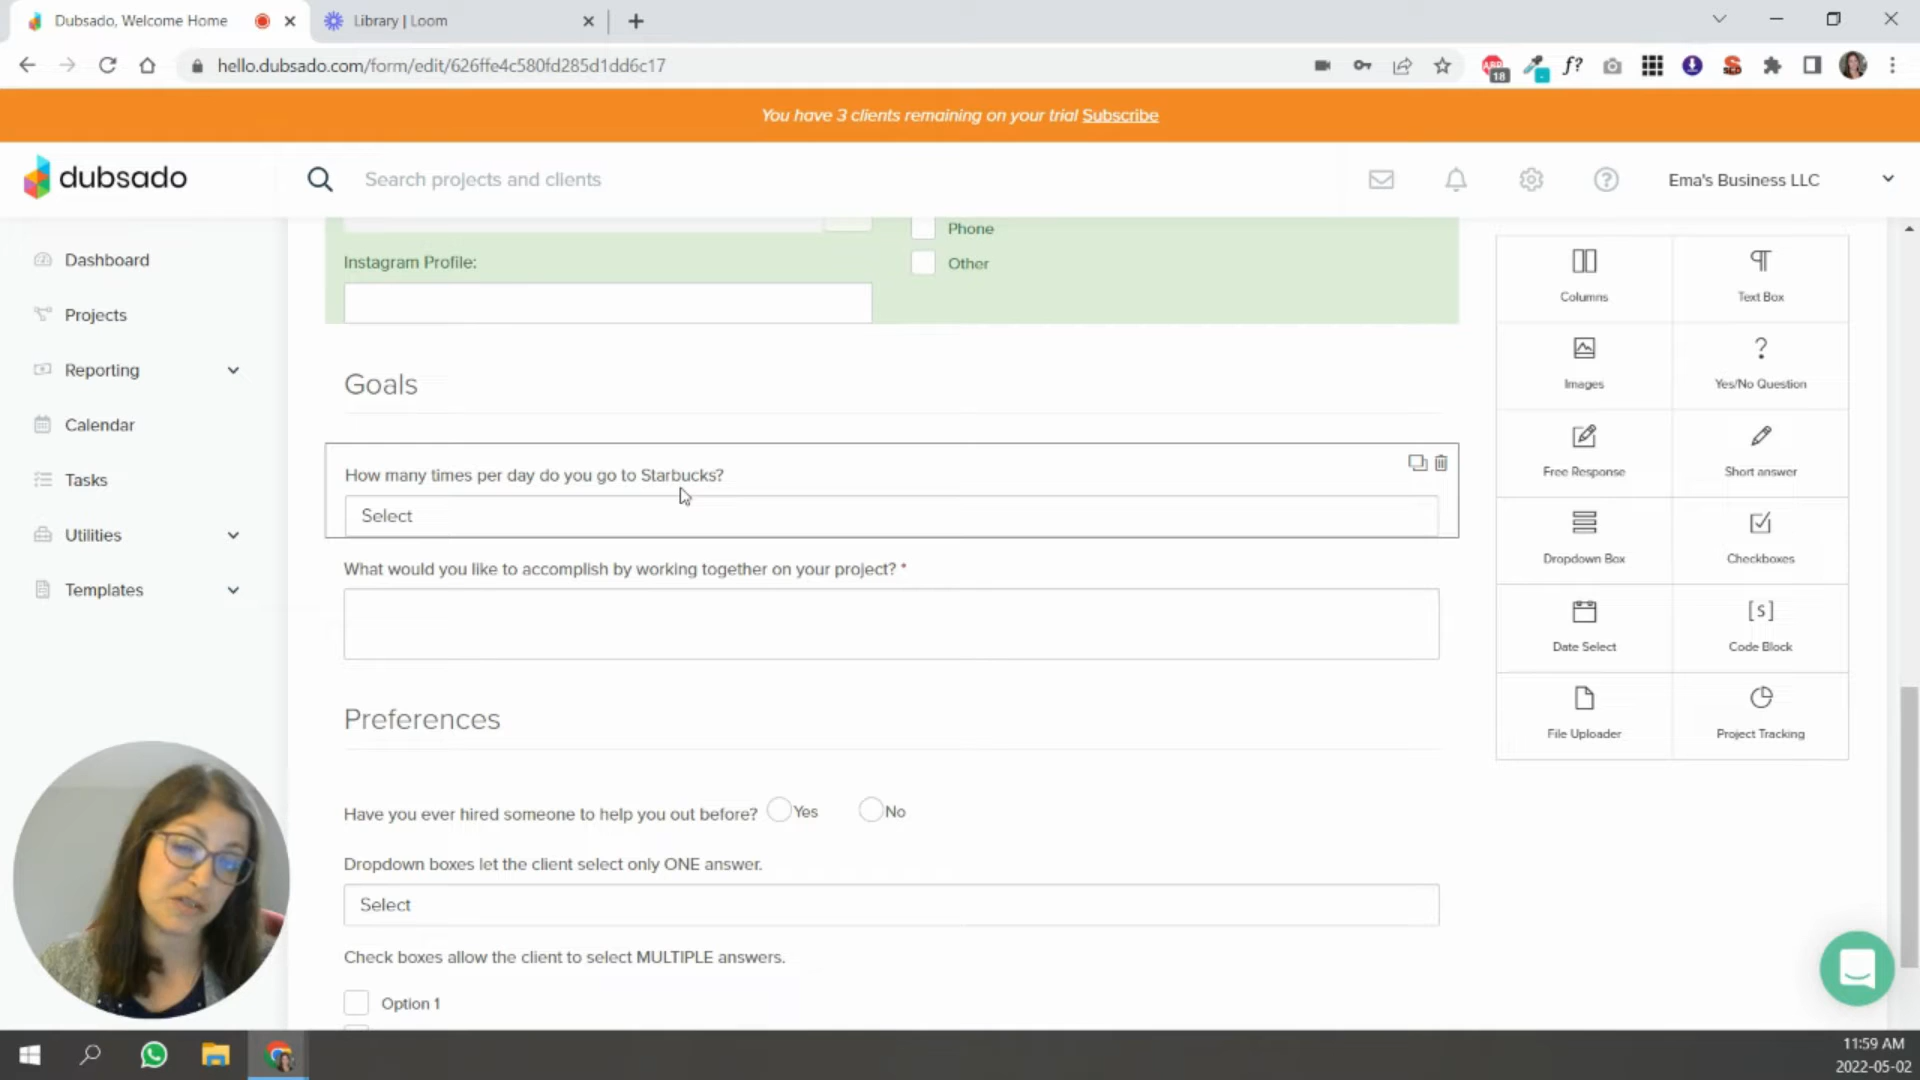 Dubsado, Welcome Home
Library | Loom
hello.dubsado.com/form/edit/626ffe4c580fd285d1dd6c17
ABP
18
f?
SEO
You have 3 clients remaining on your trial Subscribe
dubsado
Search projects and clients
Ema's Business LLC
Dashboard
Projects
Reporting
Calendar
Tasks
Utilities
Templates
Phone
Instagram Profile:
Other
Goals
How many times per day do you go to Starbucks?
Select
What would you like to accomplish by working together on your project? *
Preferences
Have you ever hired someone to help you out before? Yes No
Dropdown boxes let the client select only ONE answer.
Select
Check boxes allow the client to select MULTIPLE answers.
Option 1
Columns
Text Box
Images
Yes/No Question
Free Response
Short answer
Dropdown Box
Checkboxes
Date Select
[s]
Code Block
File Uploader
Project Tracking
11:59 AM
2022-05-02